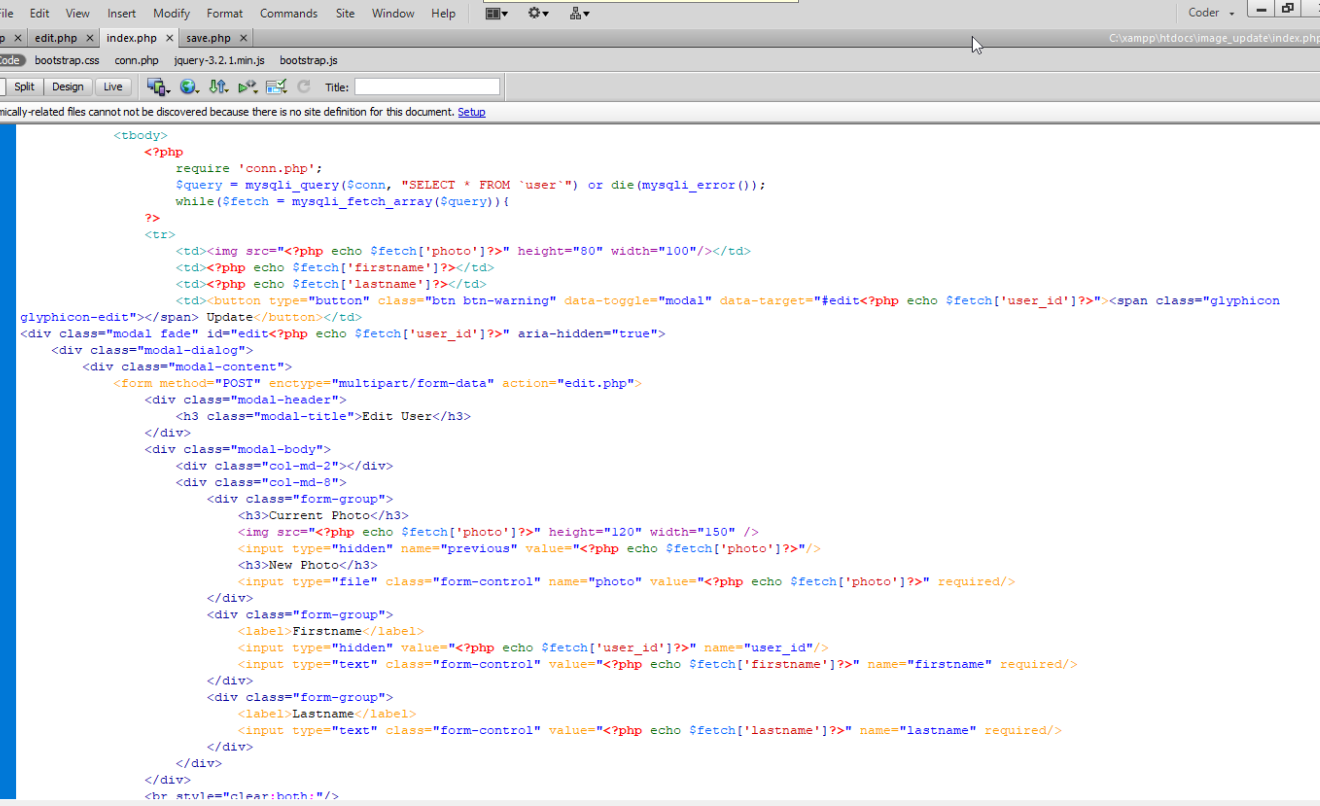 File Edit View Insert Modify Format Commands Site Window Help Coder
p × edit.php × index.php × save.php × C:\xampp\htdocs\image_update\index.php
Code bootstrap.css conn.php jquery-3.2.1.min.js bootstrap.js
Split Design Live Title:
mically-related files cannot be discovered because there is no site definition for this document. Setup
<tbody>
<?php
require 'conn.php';
$query = mysqli_query($conn, "SELECT * FROM `user`") or die(mysqli_error());
while($fetch = mysqli_fetch_array($query)){
?>
<tr>
<td><img src="<?php echo $fetch['photo']?>" height="80" width="100"/></td>
<td><?php echo $fetch['firstname']?></td>
<td><?php echo $fetch['lastname']?></td>
<td><button type="button" class="btn btn-warning" data-toggle="modal" data-target="#edit<?php echo $fetch['user_id']?>"><span class="glyphicon
glyphicon-edit"></span> Update</button></td>
<div class="modal fade" id="edit<?php echo $fetch['user_id']?>" aria-hidden="true">
<div class="modal-dialog">
<div class="modal-content">
<form method="POST" enctype="multipart/form-data" action="edit.php">
<div class="modal-header">
<h3 class="modal-title">Edit User</h3>
</div>
<div class="modal-body">
<div class="col-md-2"></div>
<div class="col-md-8">
<div class="form-group">
<h3>Current Photo</h3>
<img src="<?php echo $fetch['photo']?>" height="120" width="150" />
<input type="hidden" name="previous" value="<?php echo $fetch['photo']?>"/>
<h3>New Photo</h3>
<input type="file" class="form-control" name="photo" value="<?php echo $fetch['photo']?>" required/>
</div>
<div class="form-group">
<label>Firstname</label>
<input type="hidden" value="<?php echo $fetch['user_id']?>" name="user_id"/>
<input type="text" class="form-control" value="<?php echo $fetch['firstname']?>" name="firstname" required/>
</div>
<div class="form-group">
<label>Lastname</label>
<input type="text" class="form-control" value="<?php echo $fetch['lastname']?>" name="lastname" required/>
</div>
</div>
</div>
<br style="clear:both;"/>